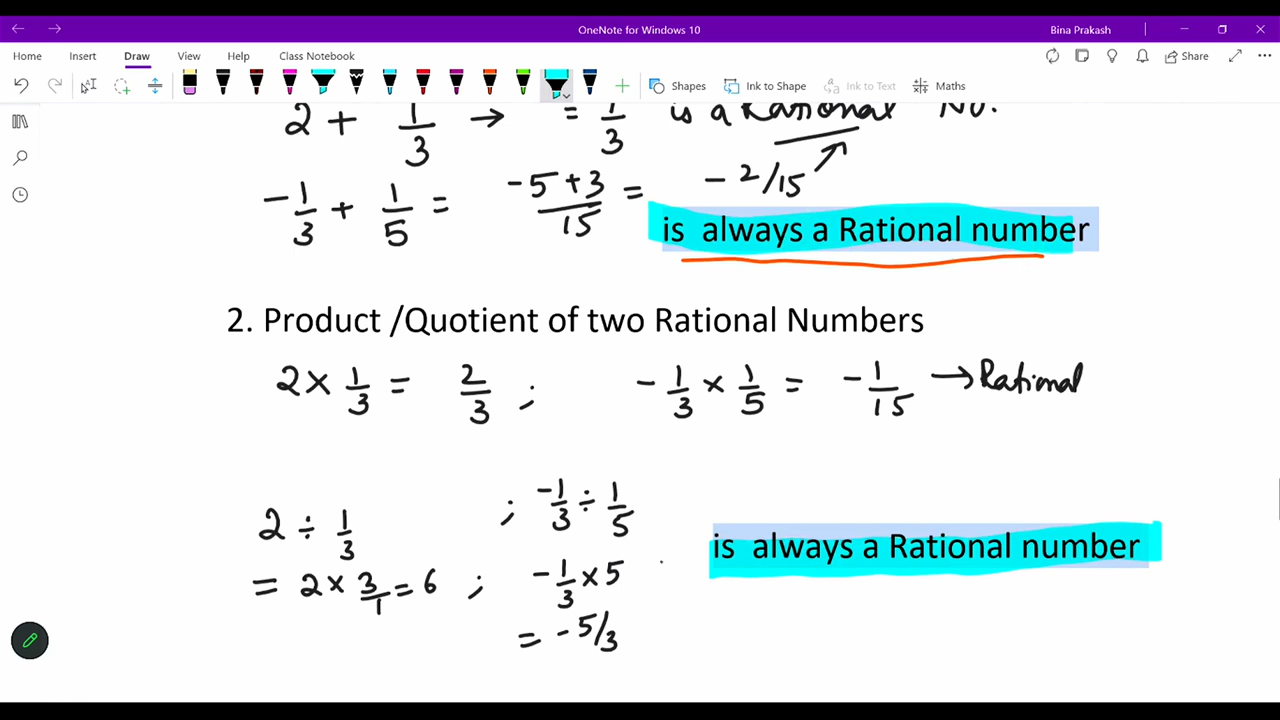 OneNote for Windows 10
Bina Prakash
Home Insert Draw View Help Class Notebook
Share
Shapes Ink to Shape Ink to Text Maths
2 + 1/3 → = 1/3 is a Rational No.
-1/3 + 1/5 = -5+3/15 = -2/15
is always a Rational number
2. Product /Quotient of two Rational Numbers
2 × 1/3 = 2/3 ; -1/3 × 1/5 = -1/15 → Rational
2 ÷ 1/3 ; -1/3 ÷ 1/5
is always a Rational number
= 2 × 3/1 = 6 ; -1/3 × 5
= -5/3